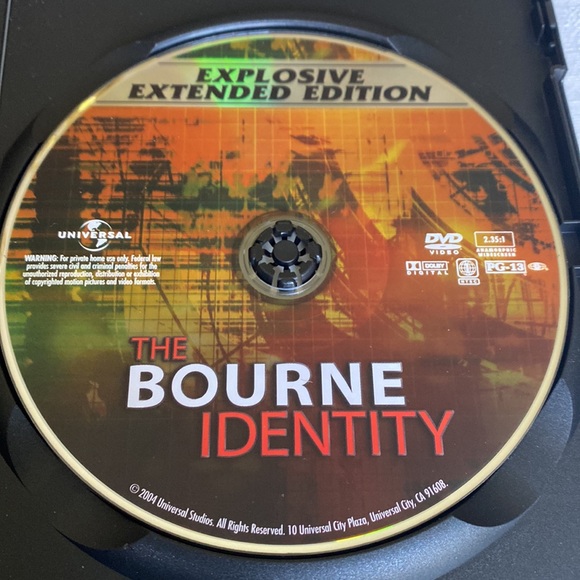 EXPLOSIVE
EXTENDED EDITION
UNIVERSAL
WARNING: For private home use only. Federal law
provides severe civil and criminal penalties for the
unauthorized reproduction, distribution or exhibition
of copyrighted motion pictures and video formats.
DVD
VIDEO
2.35:1
ANAMORPHIC
WIDESCREEN
DOLBY
DIGITAL
NTSC
PG-13
THE
BOURNE
IDENTITY
© 2004 Universal Studios. All Rights Reserved. 10 Universal City Plaza, Universal City, CA 91608.